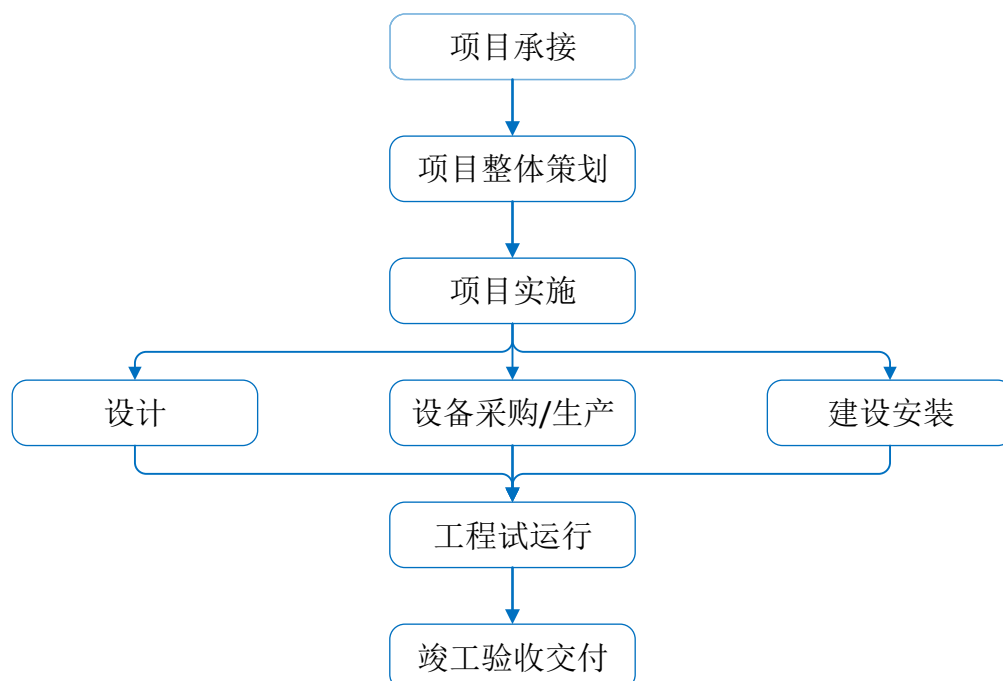 项目承接
项目整体策划
项目实施
设计
设备采购/生产
建设安装
工程试运行
竣工验收交付